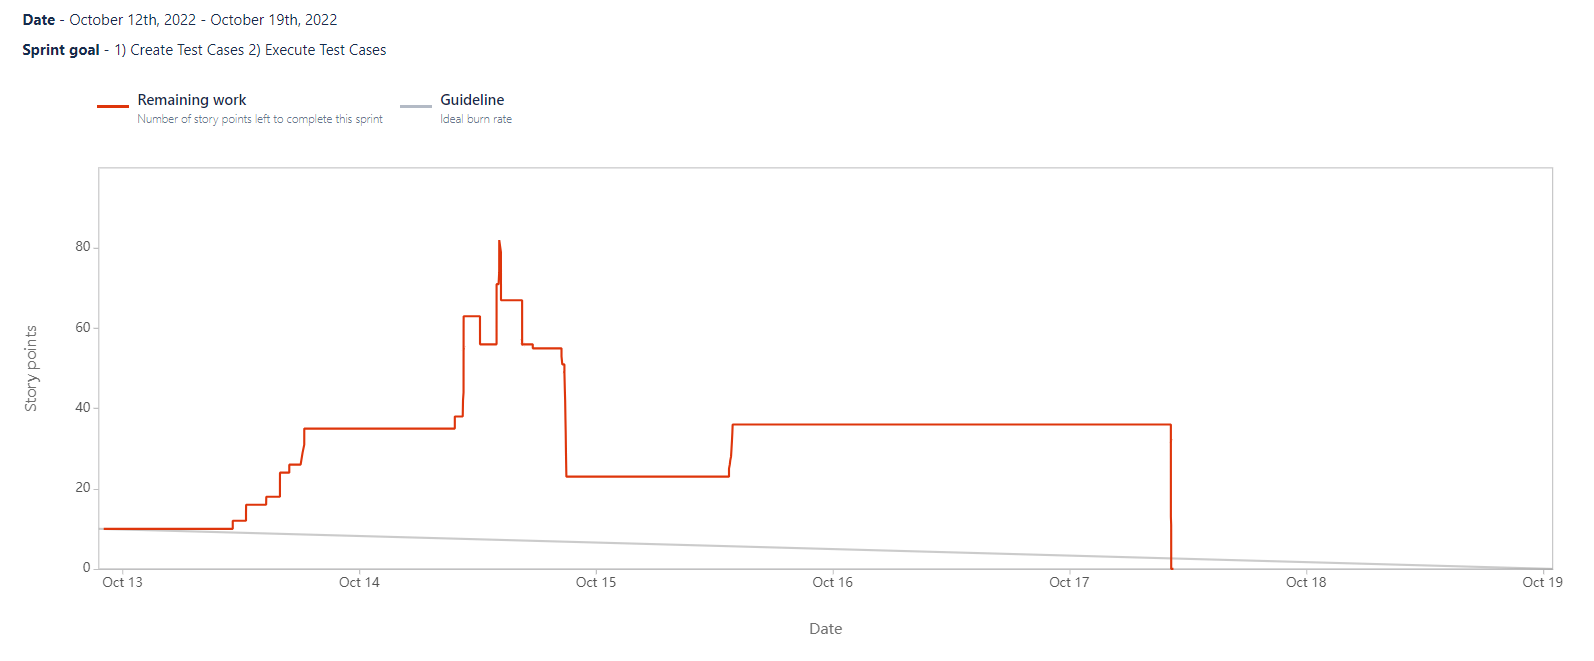 Date - October 12th, 2022 - October 19th, 2022
Sprint goal - 1) Create Test Cases 2) Execute Test Cases
Remaining work
Number of story points left to complete this sprint
Guideline
Ideal burn rate
Story points
80
60
40
20
0
Oct 13
Oct 14
Oct 15
Oct 16
Oct 17
Oct 18
Oct 19
Date